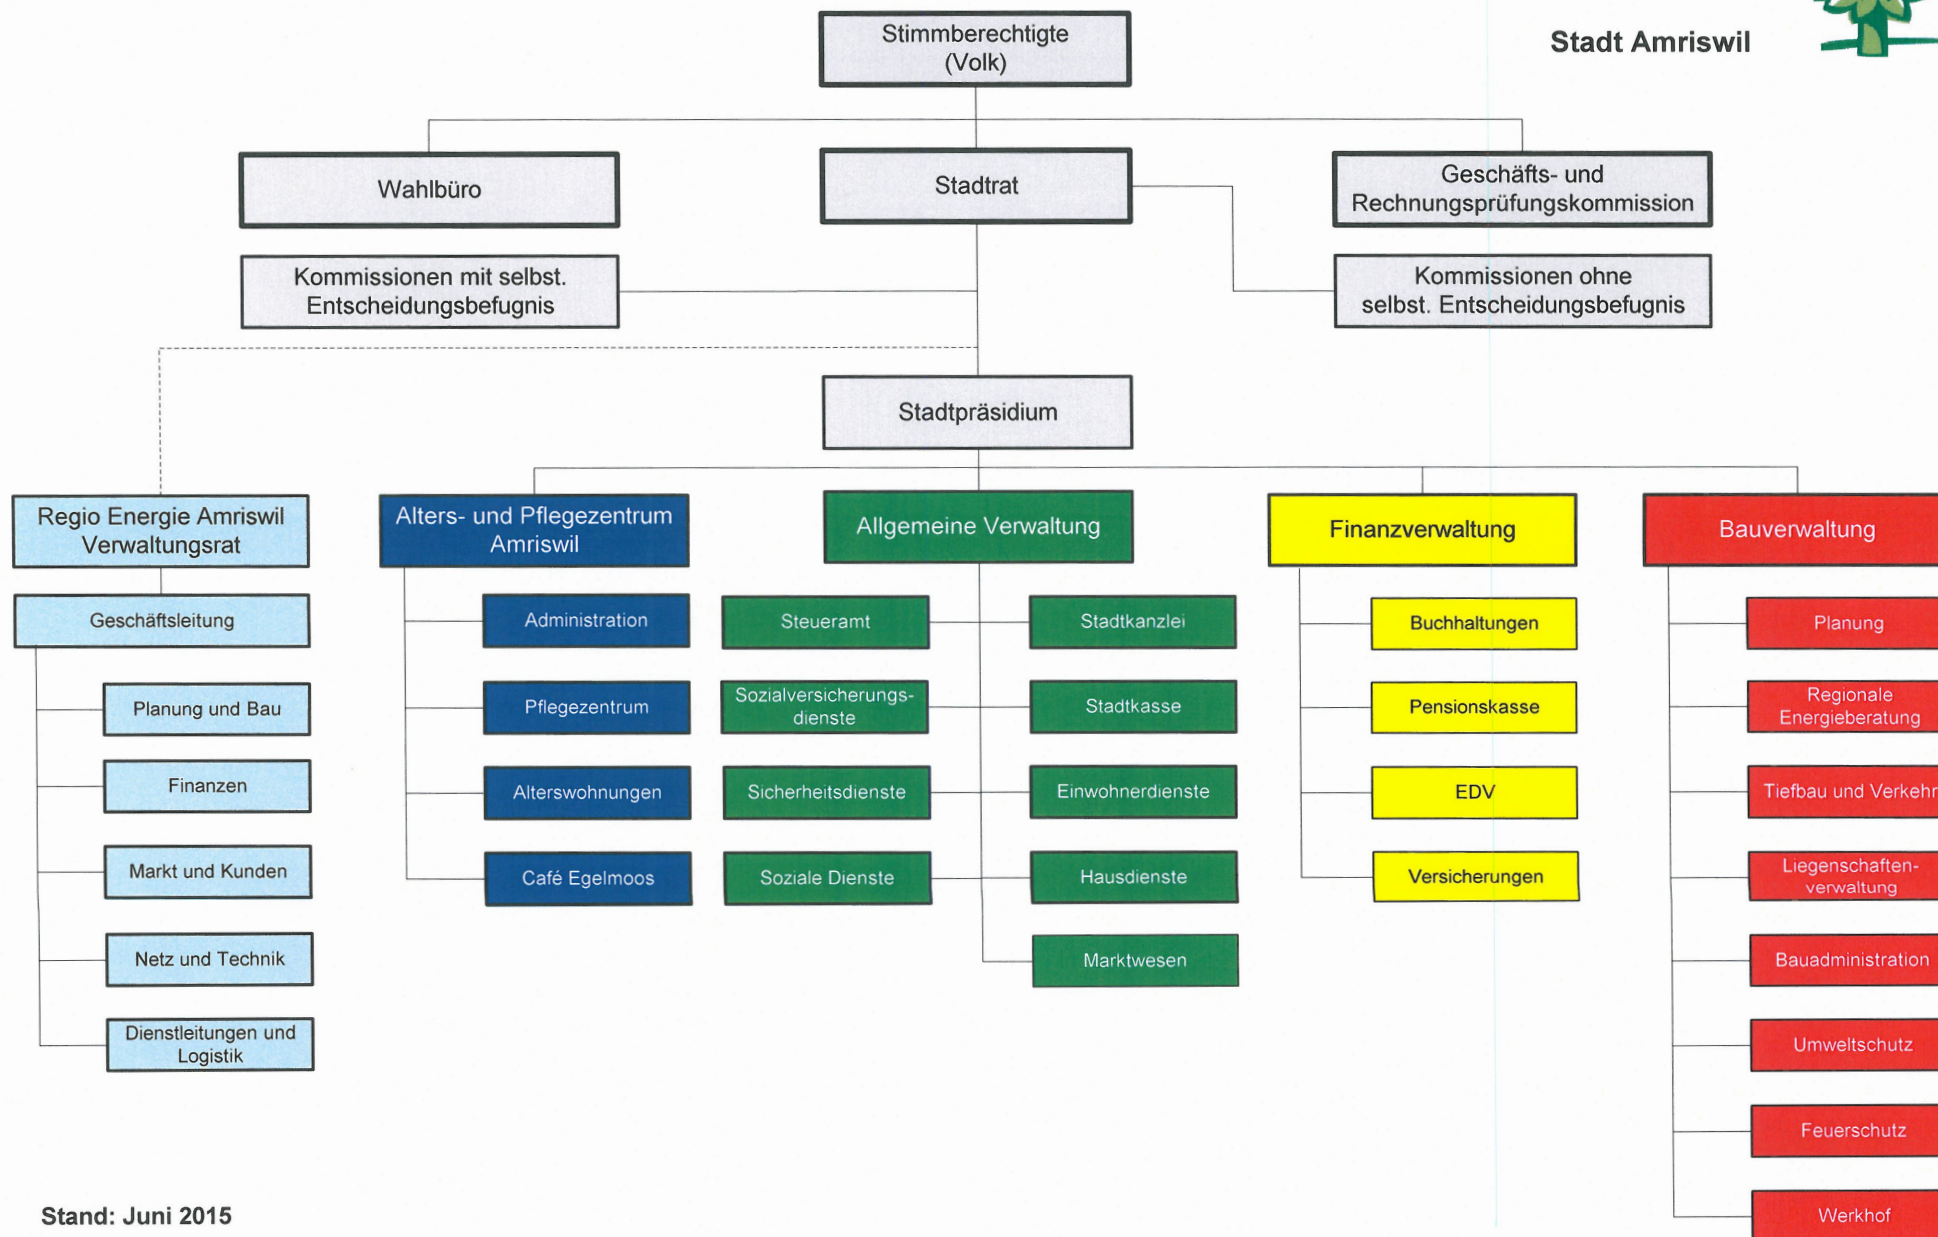 Stimmberechtigte
(Volk)
Stadt Amriswil
Wahlbüro
Stadtrat
Geschäfts- und
Rechnungsprüfungskommission
Kommissionen mit selbst.
Entscheidungsbefugnis
Kommissionen ohne
selbst. Entscheidungsbefugnis
Stadtpräsidium
Regio Energie Amriswil
Verwaltungsrat
Geschäftsleitung
Planung und Bau
Finanzen
Markt und Kunden
Netz und Technik
Dienstleitungen und
Logistik
Alters- und Pflegezentrum
Amriswil
Administration
Pflegezentrum
Alterswohnungen
Café Egelmoos
Allgemeine Verwaltung
Steueramt
Sozialversicherungs-
dienste
Sicherheitsdienste
Soziale Dienste
Stadtkanzlei
Stadtkasse
Einwohnerdienste
Hausdienste
Marktwesen
Finanzverwaltung
Buchhaltungen
Pensionskasse
EDV
Versicherungen
Bauverwaltung
Planung
Regionale
Energieberatung
Tiefbau und Verkehr
Liegenschaften-
verwaltung
Bauadministration
Umweltschutz
Feuerschutz
Werkhof
Stand: Juni 2015